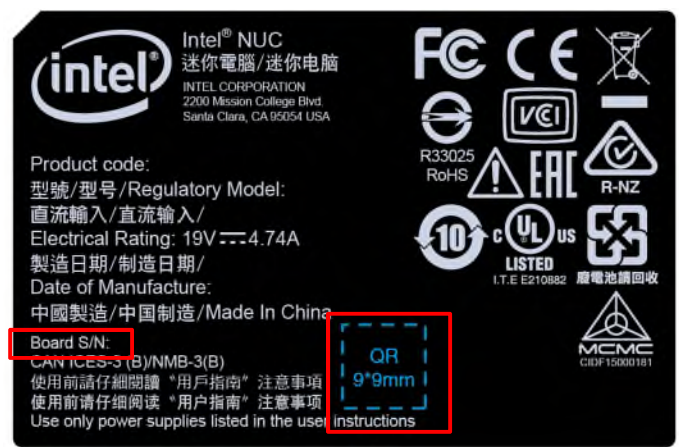 intel®
Intel® NUC
迷你電腦/迷你电脑
INTEL CORPORATION
2200 Mission College Blvd.
Santa Clara, CA 95054 USA
Product code:
型號/型号/Regulatory Model:
直流輸入/直流输入/
Electrical Rating: 19V⎓4.74A
製造日期/制造日期/
Date of Manufacture:
中國製造/中国制造/Made In China
Board S/N:
CAN ICES-3 (B)/NMB-3(B)
使用前請仔細閱讀“用戶指南”注意事項
使用前请仔细阅读“用户指南”注意事项
Use only power supplies listed in the user instructions
QR
9*9mm
FC CE
VCI
R33025
RoHS
EAC
R-NZ
10
c UL US
LISTED
I.T.E E210882
廢電池請回收
MCMC
CIDF15000181